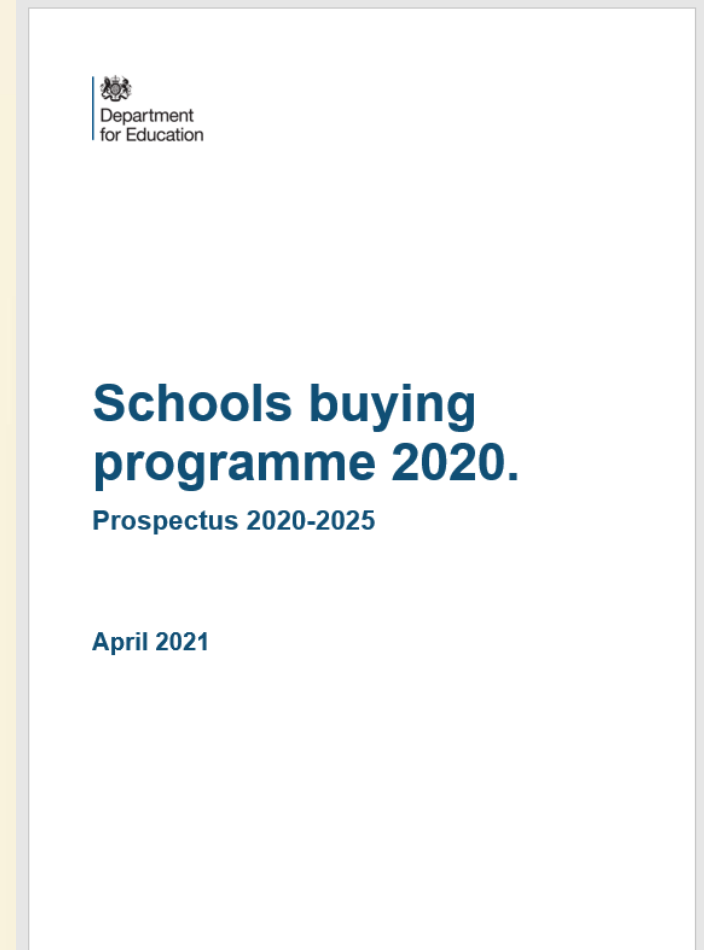 Department
for Education
Schools buying
programme 2020.
Prospectus 2020-2025
April 2021